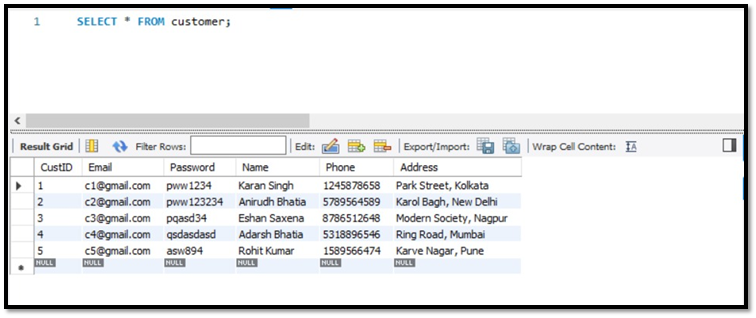 1 SELECT * FROM customer;
Result Grid Filter Rows: Edit: Export/Import: Wrap Cell Content: IA
CustID Email Password Name Phone Address
1 c1@gmail.com pww1234 Karan Singh 1245878658 Park Street, Kolkata
2 c2@gmail.com pww123234 Anirudh Bhatia 5789564589 Karol Bagh, New Delhi
3 c3@gmail.com pqasd34 Eshan Saxena 8786512648 Modern Society, Nagpur
4 c4@gmail.com qsdasdasd Adarsh Bhatia 5318896546 Ring Road, Mumbai
5 c5@gmail.com asw894 Rohit Kumar 1589566474 Karve Nagar, Pune
NULL NULL NULL NULL NULL NULL